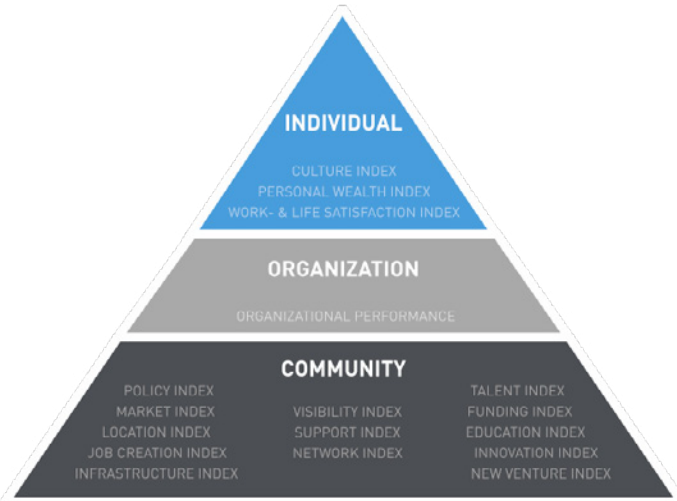 INDIVIDUAL
CULTURE INDEX
PERSONAL WEALTH INDEX
WORK- & LIFE SATISFACTION INDEX
ORGANIZATION
ORGANIZATIONAL PERFORMANCE
COMMUNITY
POLICY INDEX
MARKET INDEX
LOCATION INDEX
JOB CREATION INDEX
INFRASTRUCTURE INDEX
VISIBILITY INDEX
SUPPORT INDEX
NETWORK INDEX
TALENT INDEX
FUNDING INDEX
EDUCATION INDEX
INNOVATION INDEX
NEW VENTURE INDEX